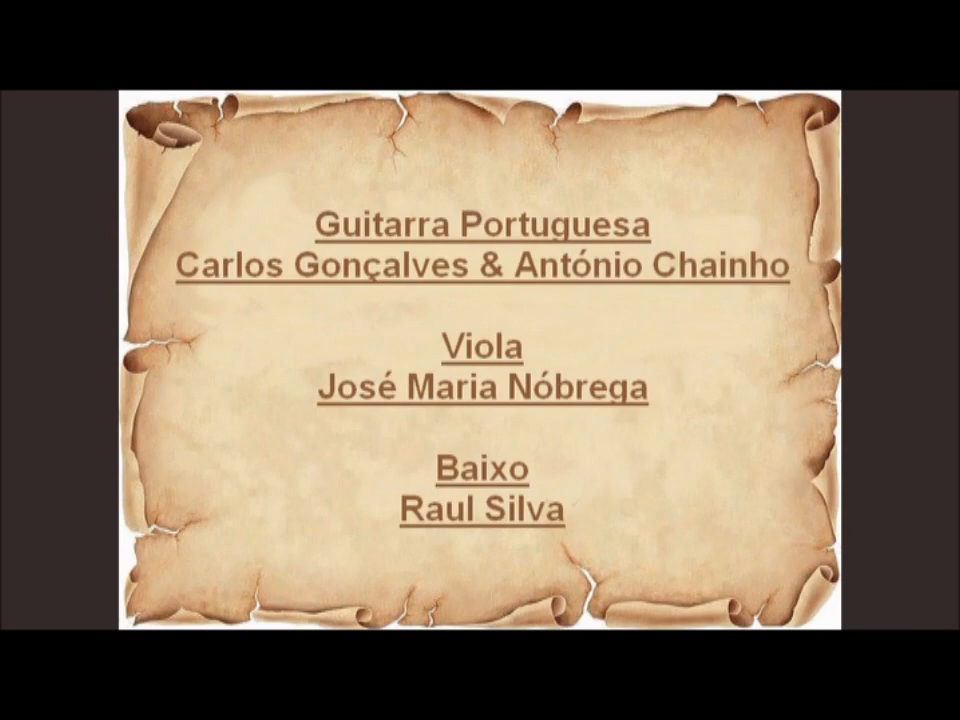 Guitarra Portuguesa
Carlos Gonçalves & António Chainho
Viola
José Maria Nóbrega
Baixo
Raul Silva